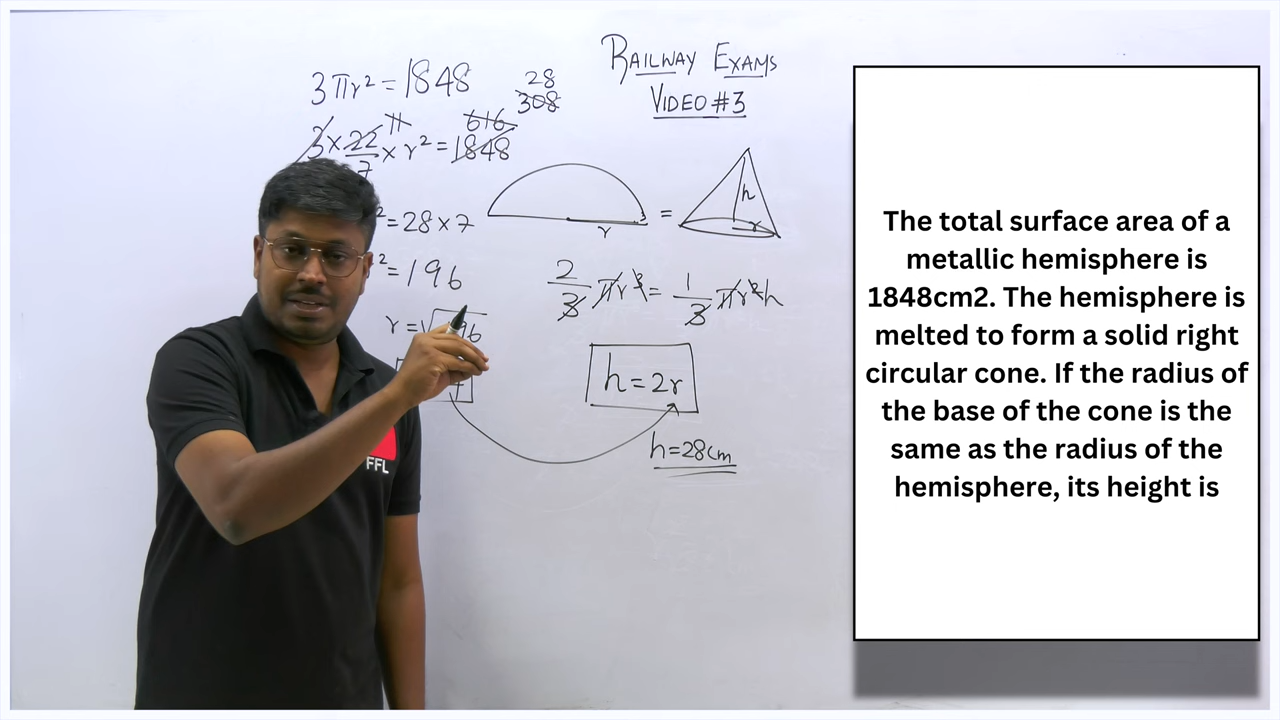 RAILWAY EXAMS
VIDEO #3
3πr² = 1848
28
308
11
616
3 × 22/7 × r² = 1848
² = 28 × 7
² = 196
r = √196
r
=
h
r
2/3 πr³ = 1/3 πr²h
h = 2r
h = 28cm
FFL
The total surface area of a
metallic hemisphere is
1848cm2. The hemisphere is
melted to form a solid right
circular cone. If the radius of
the base of the cone is the
same as the radius of the
hemisphere, its height is